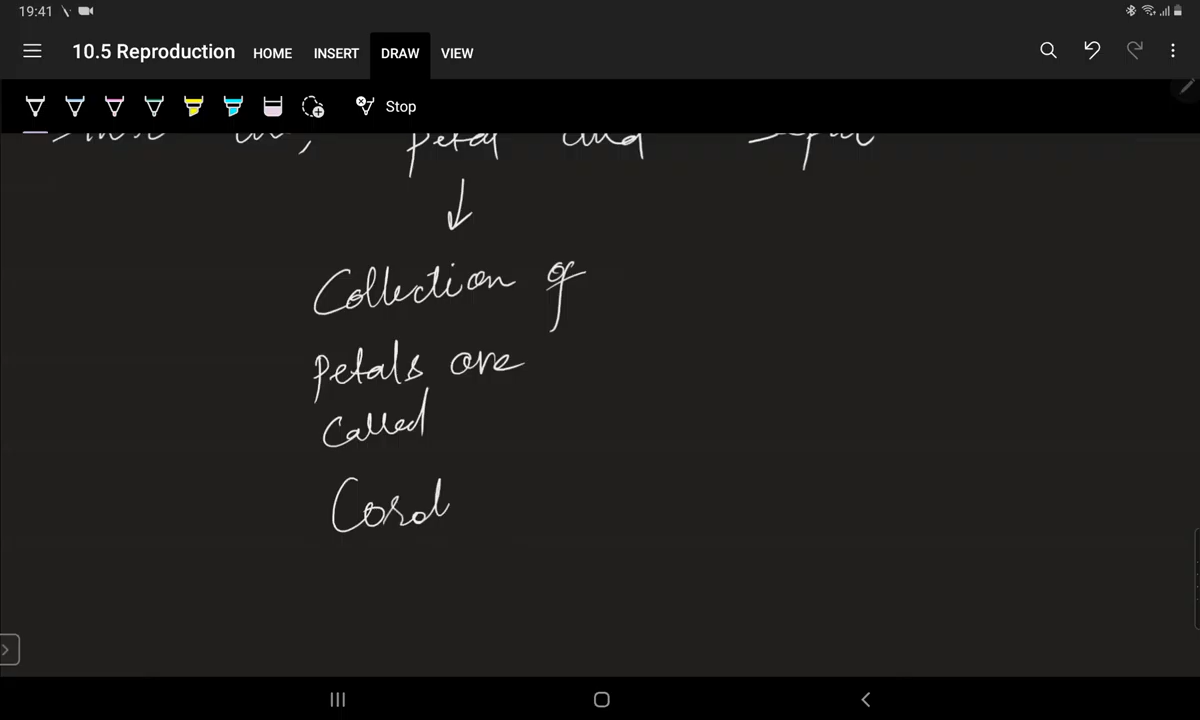 19:41
10.5 Reproduction HOME INSERT DRAW VIEW
Stop
petal and
Collection of
petals are
called
Corol